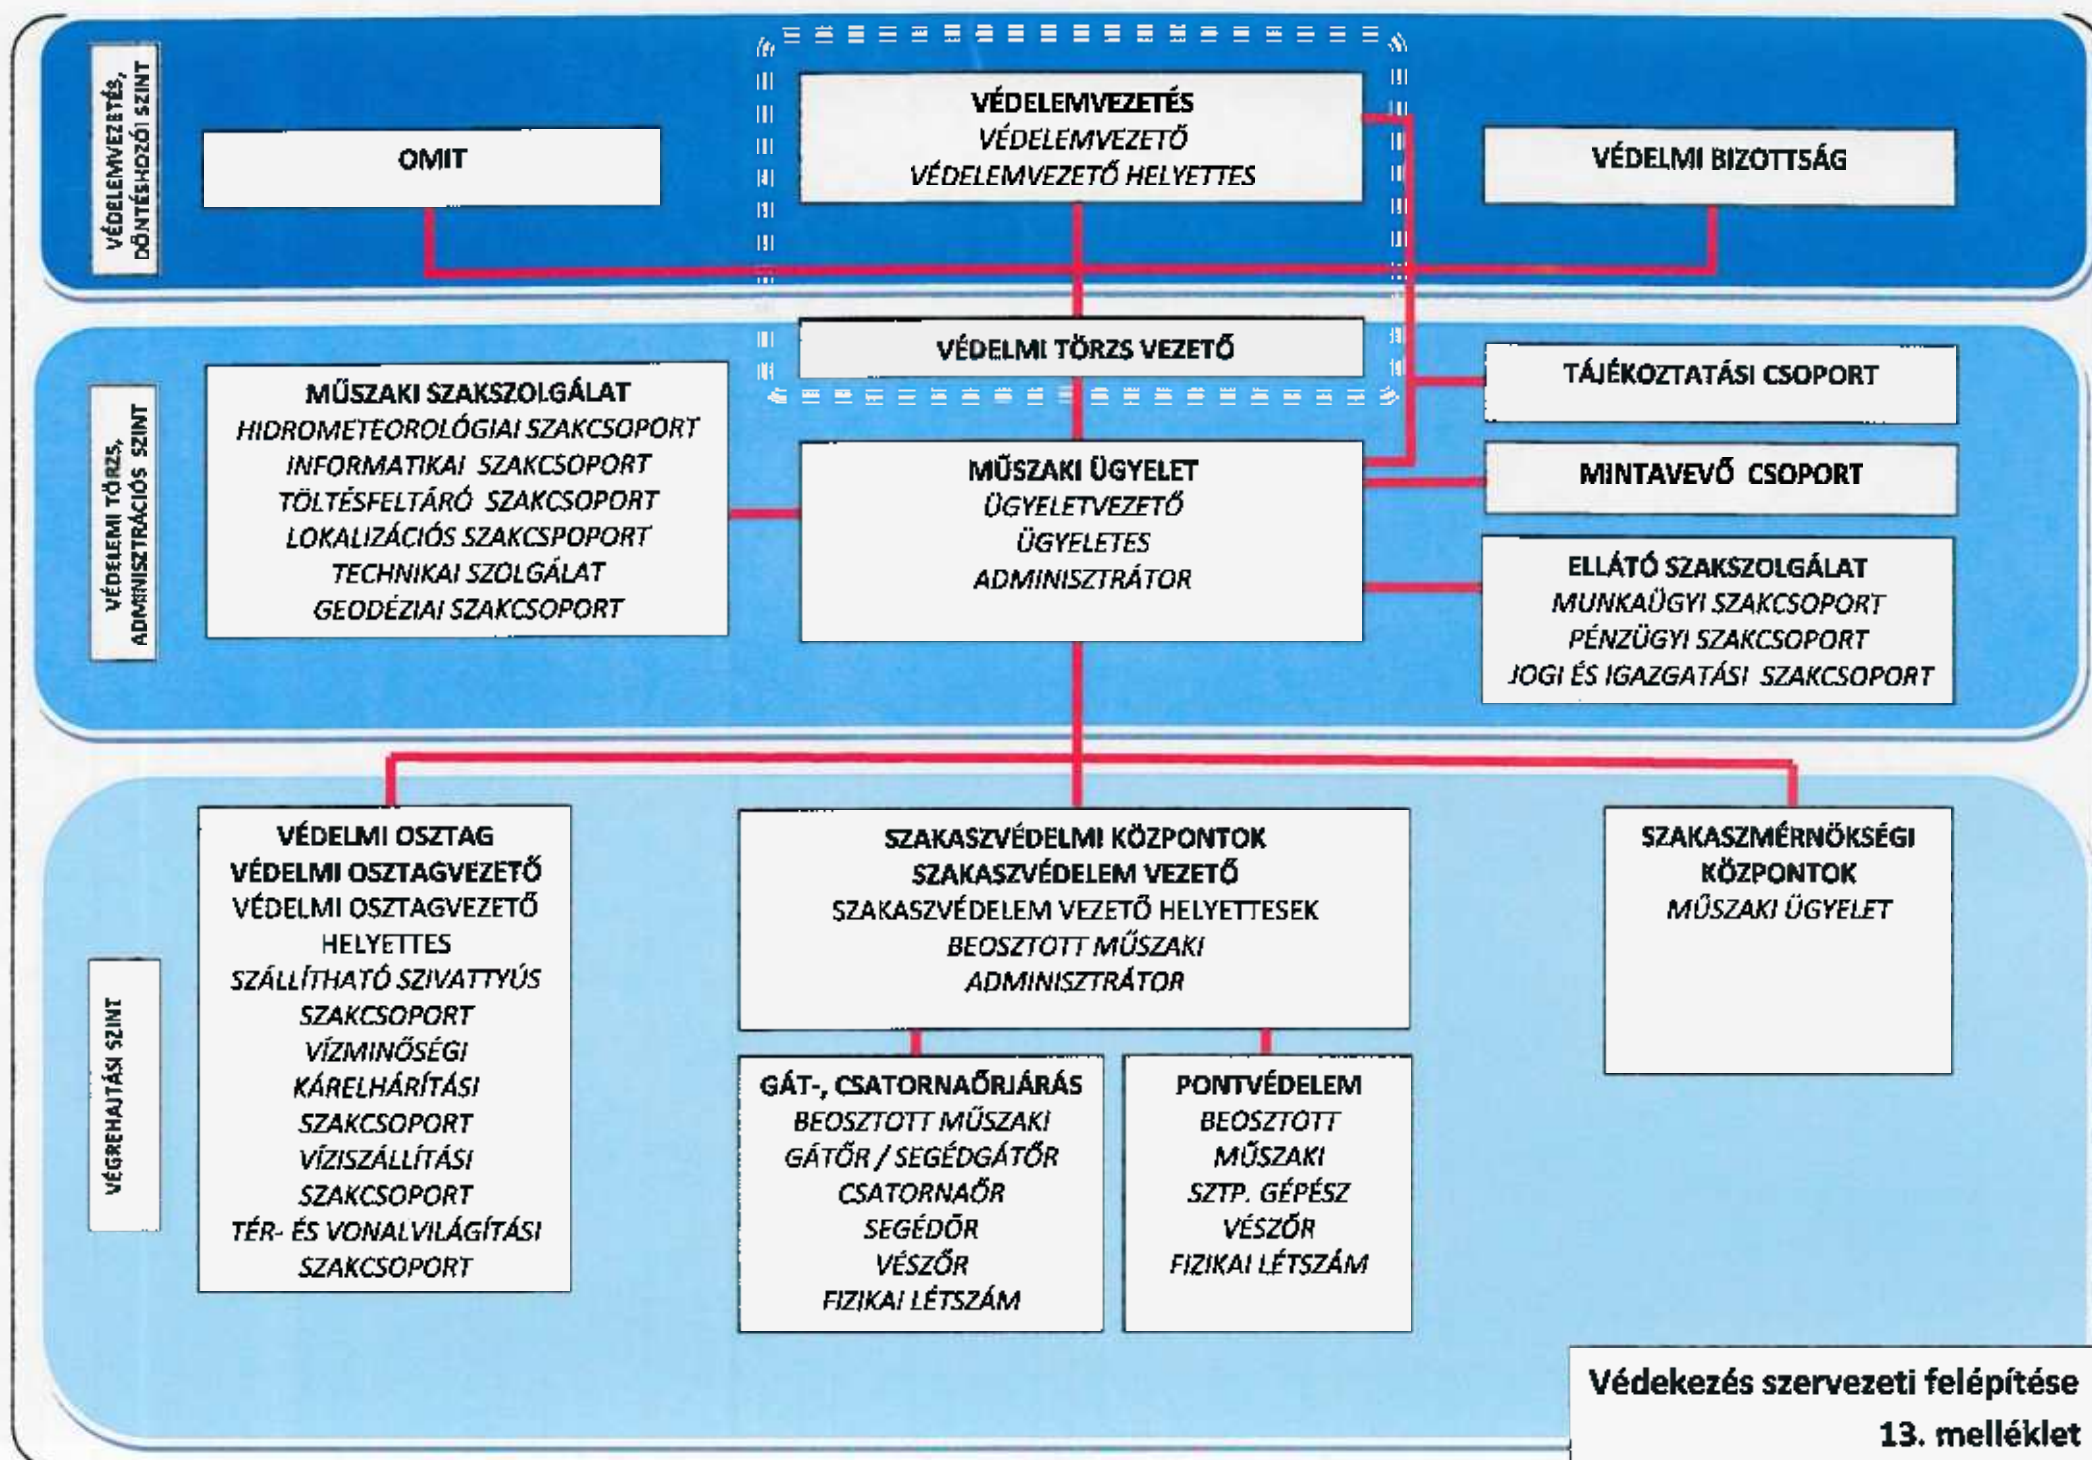 VÉDELEMVEZETÉS,
DÖNTÉSHOZÓI SZINT
OMIT
VÉDELEMVEZETÉS
VÉDELEMVEZETŐ
VÉDELEMVEZETŐ HELYETTES
VÉDELMI BIZOTTSÁG
VÉDELEMI TÖRZS,
ADMINISZTRÁCIÓS SZINT
VÉDELMI TÖRZS VEZETŐ
MŰSZAKI SZAKSZOLGÁLAT
HIDROMETEOROLÓGIAI SZAKCSOPORT
INFORMATIKAI SZAKCSOPORT
TÖLTÉSFELTÁRÓ SZAKCSOPORT
LOKALIZÁCIÓS SZAKCSPOPORT
TECHNIKAI SZOLGÁLAT
GEODÉZIAI SZAKCSOPORT
MŰSZAKI ÜGYELET
ÜGYELETVEZETŐ
ÜGYELETES
ADMINISZTRÁTOR
TÁJÉKOZTATÁSI CSOPORT
MINTAVEVŐ CSOPORT
ELLÁTÓ SZAKSZOLGÁLAT
MUNKAÜGYI SZAKCSOPORT
PÉNZÜGYI SZAKCSOPORT
JOGI ÉS IGAZGATÁSI SZAKCSOPORT
VÉGREHAJTÁSI SZINT
VÉDELMI OSZTAG
VÉDELMI OSZTAGVEZETŐ
VÉDELMI OSZTAGVEZETŐ
HELYETTES
SZÁLLÍTHATÓ SZIVATTYÚS
SZAKCSOPORT
VÍZMINŐSÉGI
KÁRELHÁRÍTÁSI
SZAKCSOPORT
VÍZISZÁLLÍTÁSI
SZAKCSOPORT
TÉR- ÉS VONALVILÁGÍTÁSI
SZAKCSOPORT
SZAKASZVÉDELMI KÖZPONTOK
SZAKASZVÉDELEM VEZETŐ
SZAKASZVÉDELEM VEZETŐ HELYETTESEK
BEOSZTOTT MŰSZAKI
ADMINISZTRÁTOR
GÁT-, CSATORNAŐRJÁRÁS
BEOSZTOTT MŰSZAKI
GÁTŐR / SEGÉDGÁTŐR
CSATORNAŐR
SEGÉDŐR
VÉSZŐR
FIZIKAI LÉTSZÁM
PONTVÉDELEM
BEOSZTOTT
MŰSZAKI
SZTP. GÉPÉSZ
VÉSZŐR
FIZIKAI LÉTSZÁM
SZAKASZMÉRNÖKSÉGI
KÖZPONTOK
MŰSZAKI ÜGYELET
Védekezés szervezeti felépítése
13. melléklet